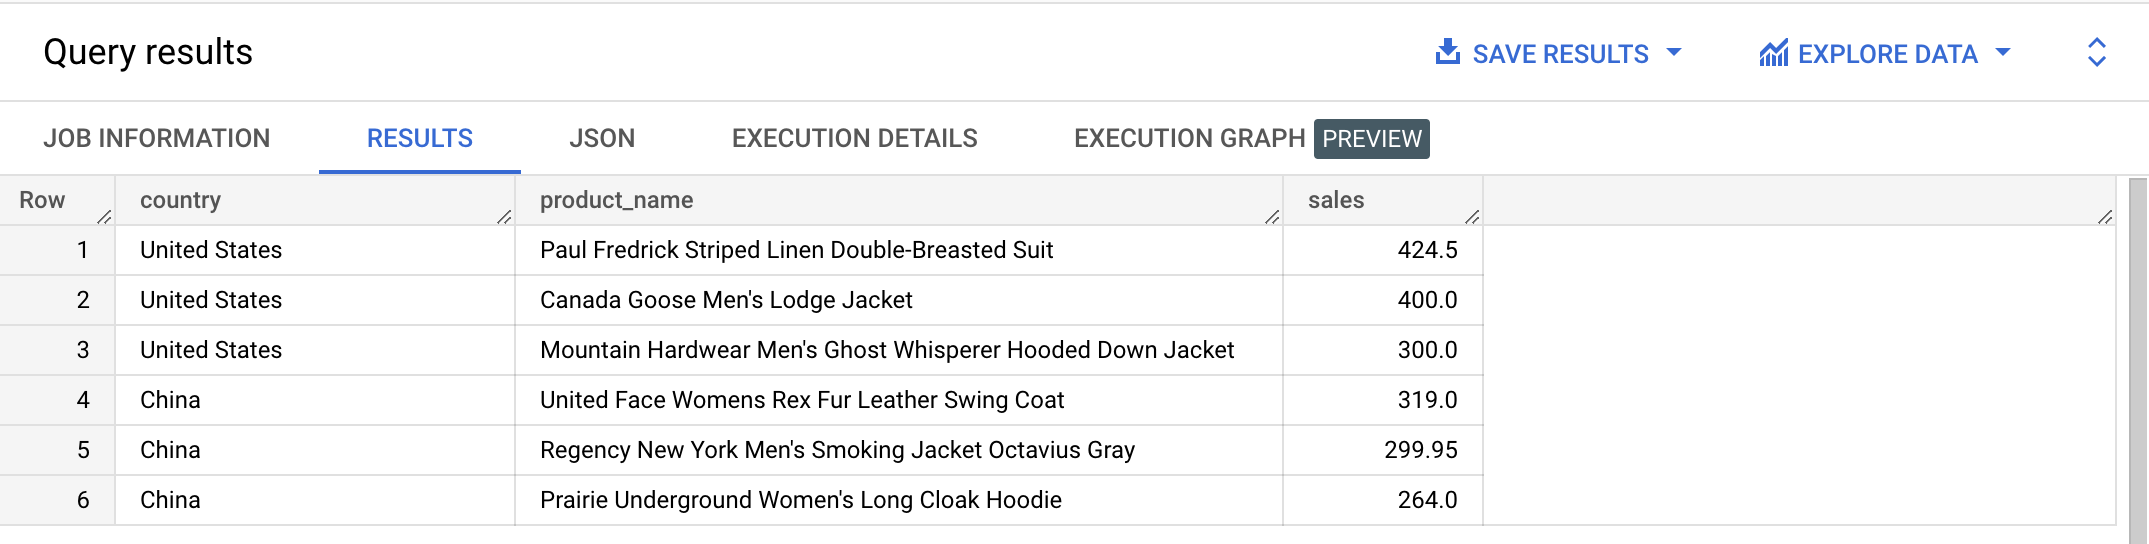 Query results SAVE RESULTS EXPLORE DATA
JOB INFORMATION RESULTS JSON EXECUTION DETAILS EXECUTION GRAPH PREVIEW
Row country product_name sales
1 United States Paul Fredrick Striped Linen Double-Breasted Suit 424.5
2 United States Canada Goose Men's Lodge Jacket 400.0
3 United States Mountain Hardwear Men's Ghost Whisperer Hooded Down Jacket 300.0
4 China United Face Womens Rex Fur Leather Swing Coat 319.0
5 China Regency New York Men's Smoking Jacket Octavius Gray 299.95
6 China Prairie Underground Women's Long Cloak Hoodie 264.0